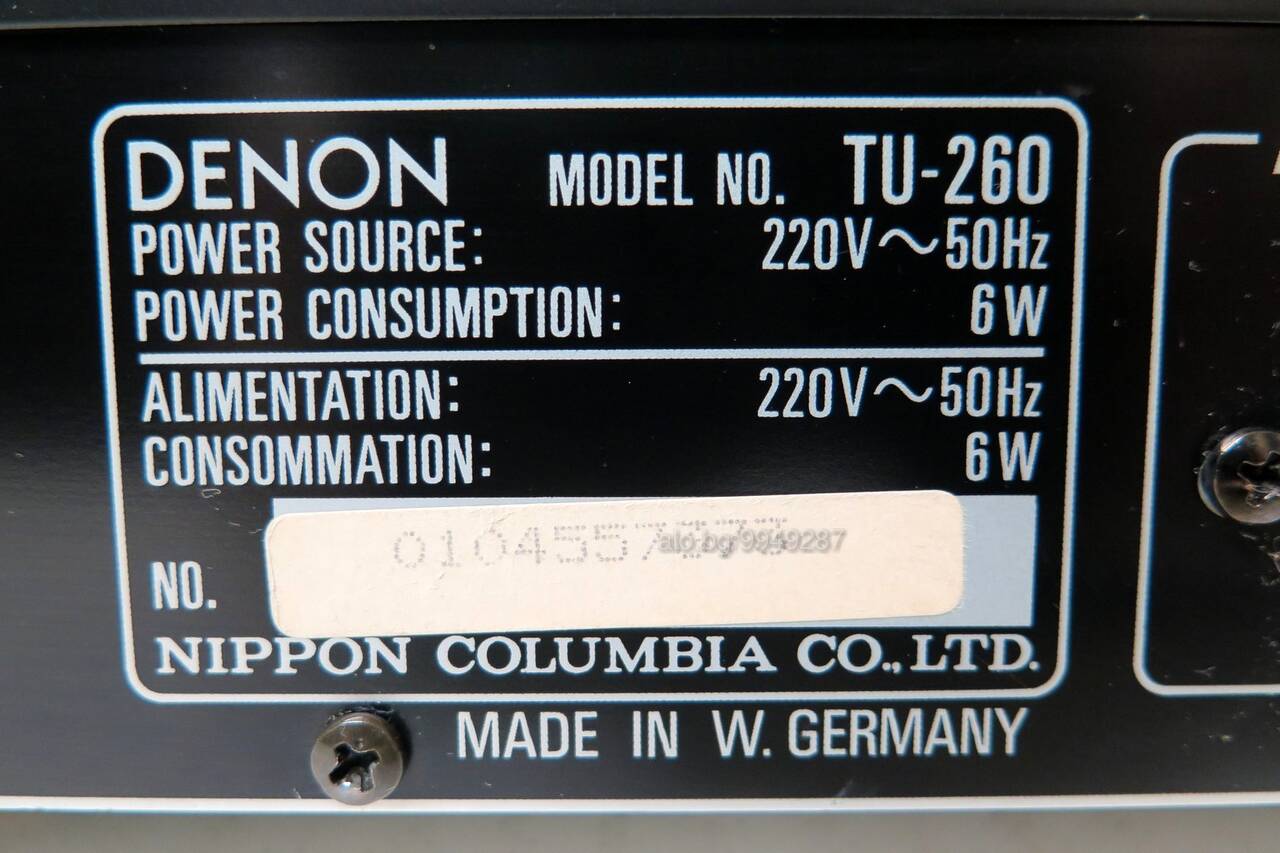 DENON MODEL NO. TU-260
POWER SOURCE: 220V~50Hz
POWER CONSUMPTION: 6W
ALIMENTATION: 220V~50Hz
CONSOMMATION: 6W
alo.bg 9949287
NO.
NIPPON COLUMBIA CO., LTD.
MADE IN W. GERMANY